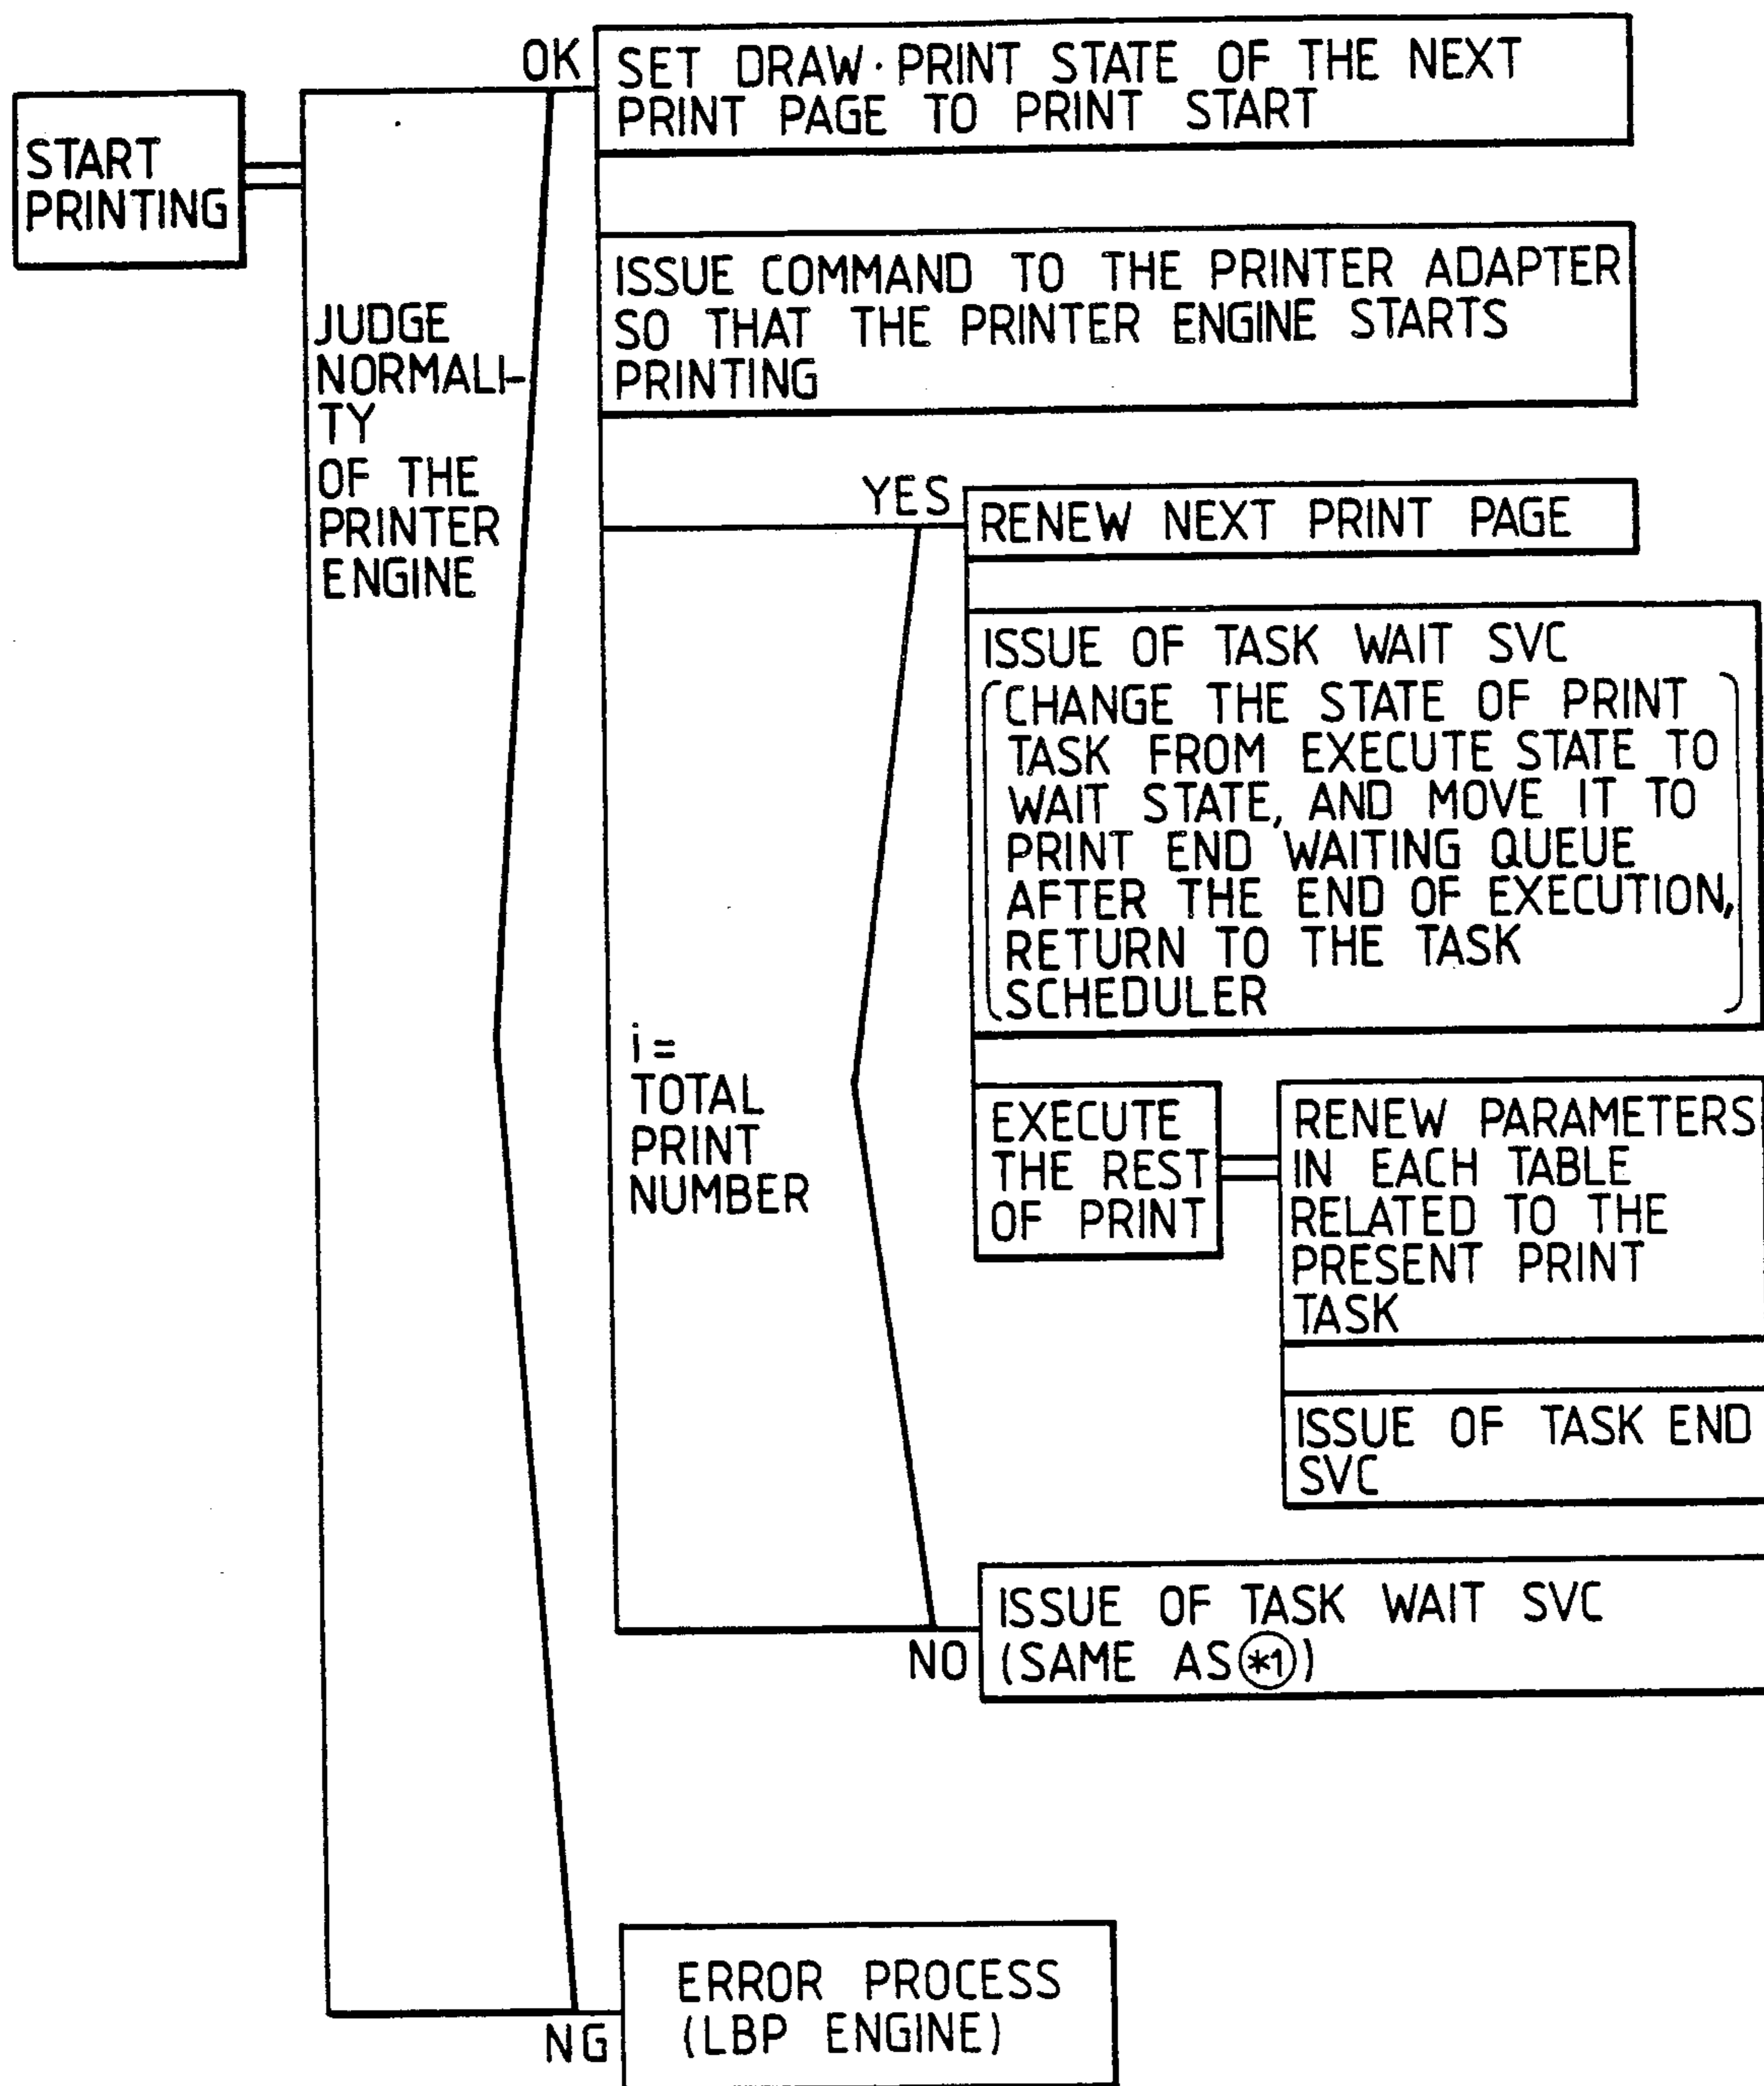 OK
SET DRAW·PRINT STATE OF THE NEXT
PRINT PAGE TO PRINT START
START
PRINTING
ISSUE COMMAND TO THE PRINTER ADAPTER
SO THAT THE PRINTER ENGINE STARTS
PRINTING
JUDGE
NORMALI-
TY
OF THE
PRINTER
ENGINE
YES
RENEW NEXT PRINT PAGE
ISSUE OF TASK WAIT SVC
CHANGE THE STATE OF PRINT
TASK FROM EXECUTE STATE TO
WAIT STATE, AND MOVE IT TO
PRINT END WAITING QUEUE
AFTER THE END OF EXECUTION,
RETURN TO THE TASK
SCHEDULER
i=
TOTAL
PRINT
NUMBER
EXECUTE
THE REST
OF PRINT
RENEW PARAMETERS
IN EACH TABLE
RELATED TO THE
PRESENT PRINT
TASK
ISSUE OF TASK END
SVC
NO
ISSUE OF TASK WAIT SVC
(SAME AS *1)
NG
ERROR PROCESS
(LBP ENGINE)